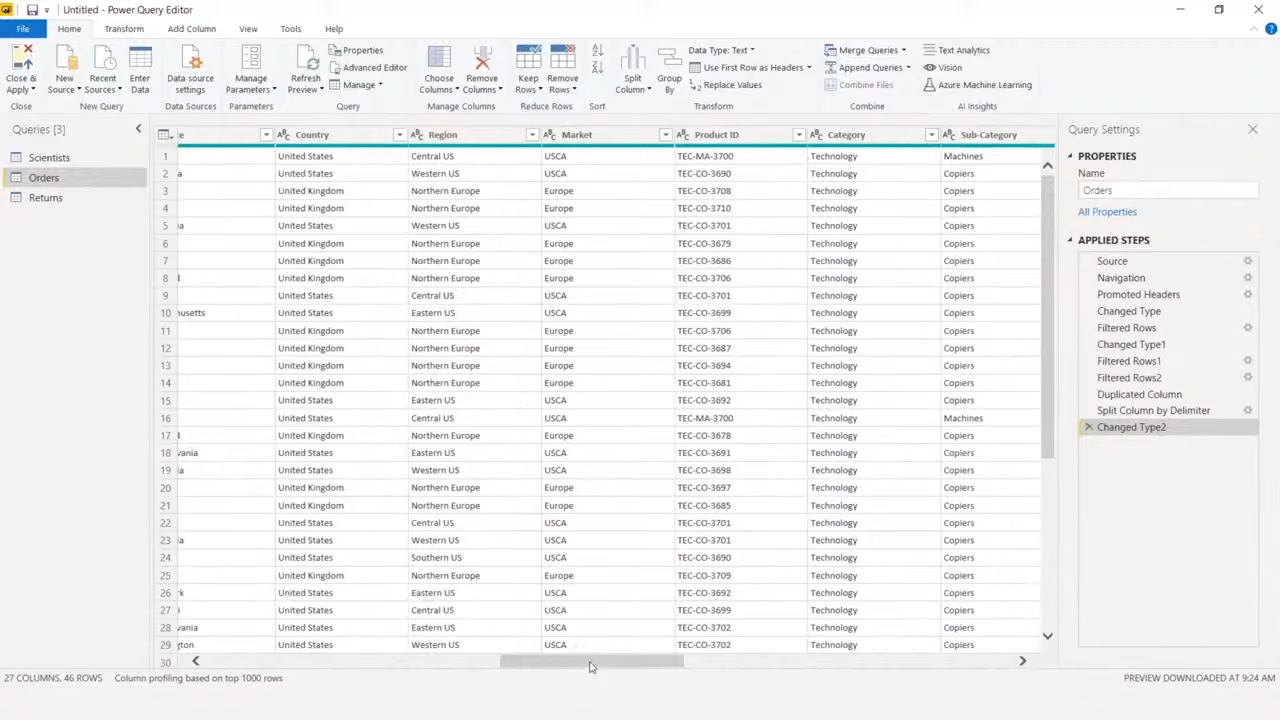 Untitled - Power Query Editor
File Home Transform Add Column View Tools Help
Close & Apply
New Source
Recent Sources
Enter Data
Data source settings
Manage Parameters
Refresh Preview
Properties
Advanced Editor
Manage
Choose Columns
Remove Columns
Keep Rows
Remove Rows
Split Column
Group By
Data Type: Text
Use First Row as Headers
Replace Values
Merge Queries
Append Queries
Combine Files
Text Analytics
Vision
Azure Machine Learning
Close New Query Data Sources Parameters Query Manage Columns Reduce Rows Sort Transform Combine AI Insights
Queries [3]
Scientists
Orders
Returns
Country Region Market Product ID Category Sub-Category
1 United States Central US USCA TEC-MA-3700 Technology Machines
2 a United States Western US USCA TEC-CO-3690 Technology Copiers
3 United Kingdom Northern Europe Europe TEC-CO-3708 Technology Copiers
4 United Kingdom Northern Europe Europe TEC-CO-3710 Technology Copiers
5 ia United States Western US USCA TEC-CO-3701 Technology Copiers
6 United Kingdom Northern Europe Europe TEC-CO-3679 Technology Copiers
7 United Kingdom Northern Europe Europe TEC-CO-3686 Technology Copiers
8 l United Kingdom Northern Europe Europe TEC-CO-3706 Technology Copiers
9 United States Central US USCA TEC-CO-3701 Technology Copiers
10 husetts United States Eastern US USCA TEC-CO-3699 Technology Copiers
11 United Kingdom Northern Europe Europe TEC-CO-3706 Technology Copiers
12 United Kingdom Northern Europe Europe TEC-CO-3687 Technology Copiers
13 United Kingdom Northern Europe Europe TEC-CO-3694 Technology Copiers
14 United Kingdom Northern Europe Europe TEC-CO-3681 Technology Copiers
15 United States Eastern US USCA TEC-CO-3692 Technology Copiers
16 United States Central US USCA TEC-MA-3700 Technology Machines
17 l United Kingdom Northern Europe Europe TEC-CO-3678 Technology Copiers
18 vania United States Eastern US USCA TEC-CO-3691 Technology Copiers
19 ia United States Western US USCA TEC-CO-3698 Technology Copiers
20 United Kingdom Northern Europe Europe TEC-CO-3697 Technology Copiers
21 United Kingdom Northern Europe Europe TEC-CO-3685 Technology Copiers
22 United States Central US USCA TEC-CO-3701 Technology Copiers
23 ia United States Western US USCA TEC-CO-3701 Technology Copiers
24 United States Southern US USCA TEC-CO-3690 Technology Copiers
25 United Kingdom Northern Europe Europe TEC-CO-3709 Technology Copiers
26 rk United States Eastern US USCA TEC-CO-3692 Technology Copiers
27 i United States Central US USCA TEC-CO-3699 Technology Copiers
28 vania United States Eastern US USCA TEC-CO-3702 Technology Copiers
29 gton United States Western US USCA TEC-CO-3702 Technology Copiers
30
Query Settings
PROPERTIES
Name
Orders
All Properties
APPLIED STEPS
Source
Navigation
Promoted Headers
Changed Type
Filtered Rows
Changed Type1
Filtered Rows1
Filtered Rows2
Duplicated Column
Split Column by Delimiter
Changed Type2
27 COLUMNS, 46 ROWS Column profiling based on top 1000 rows PREVIEW DOWNLOADED AT 9:24 AM